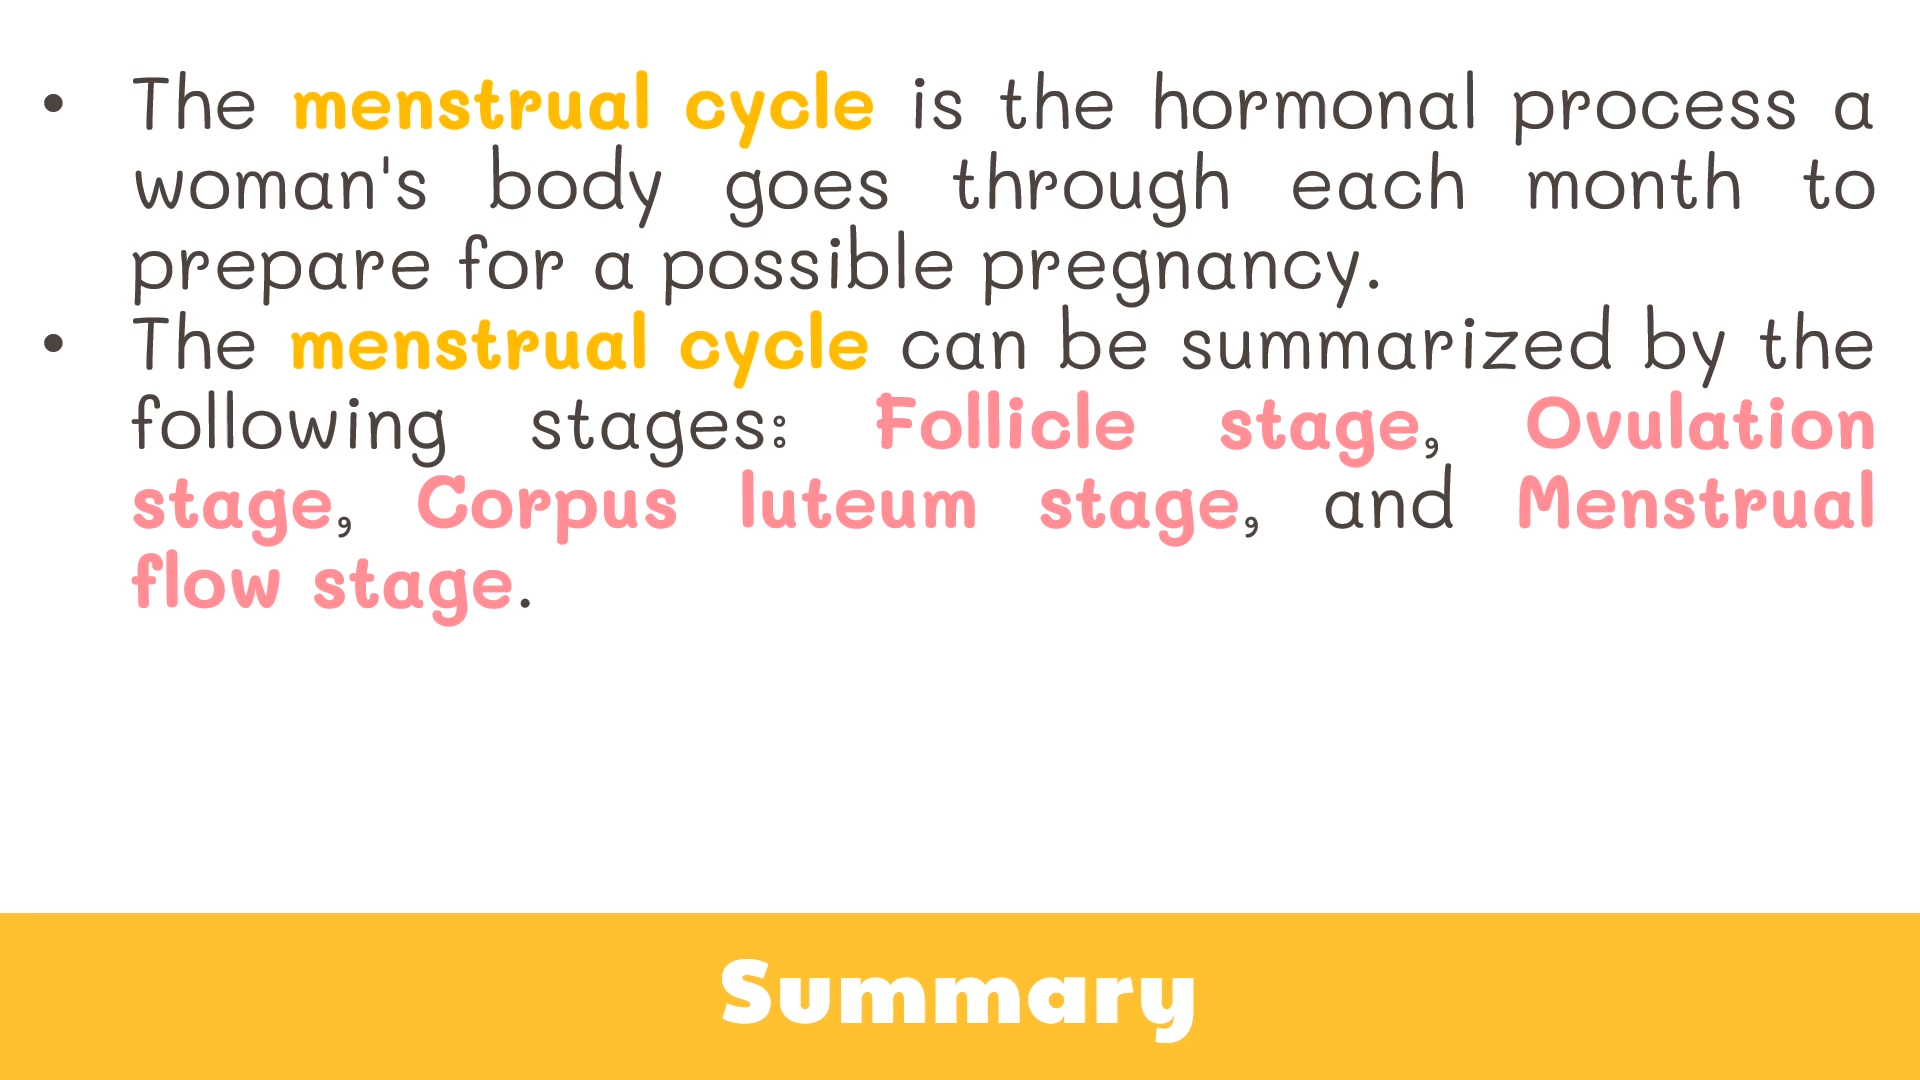 • The menstrual cycle is the hormonal process a
woman's body goes through each month to
prepare for a possible pregnancy.
• The menstrual cycle can be summarized by the
following stages: Follicle stage, Ovulation
stage, Corpus luteum stage, and Menstrual
flow stage.
Summary